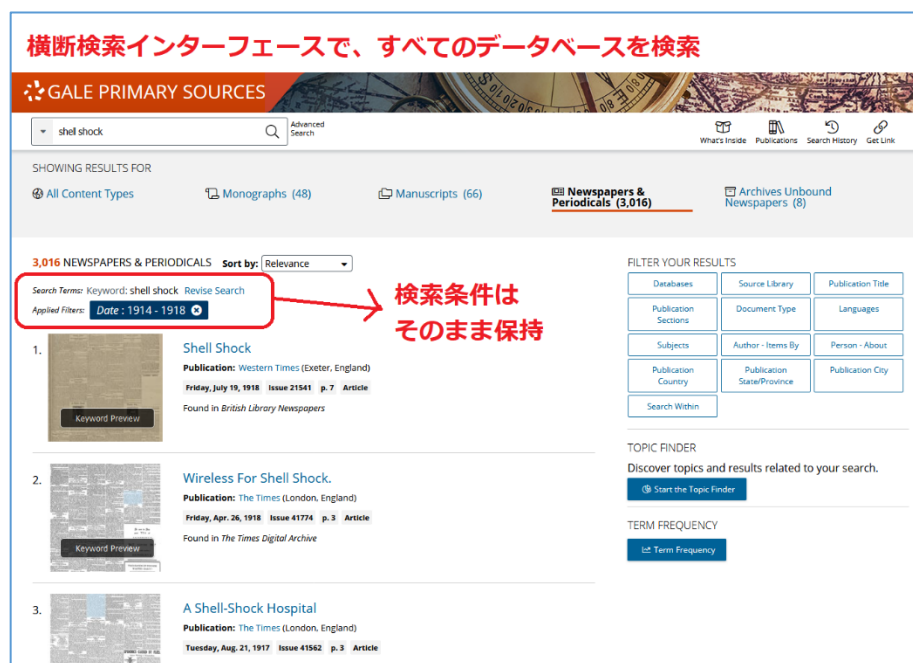 横断検索インターフェースで、すべてのデータベースを検索
GALE PRIMARY SOURCES
shell shock
Advanced
Search
What's Inside Publications Search History Get Link
SHOWING RESULTS FOR
All Content Types
Monographs (48)
Manuscripts (66)
Newspapers &
Periodicals (3,016)
Archives Unbound
Newspapers (8)
3,016 NEWSPAPERS & PERIODICALS Sort by: Relevance
Search Terms: Keyword: shell shock Revise Search
Applied Filters: Date : 1914 - 1918
検索条件は
そのまま保持
1.
Shell Shock
Publication: Western Times (Exeter, England)
Friday, July 19, 1918 Issue 21541 p. 7 Article
Found in British Library Newspapers
Keyword Preview
2.
Wireless For Shell Shock.
Publication: The Times (London, England)
Friday, Apr. 26, 1918 Issue 41774 p. 3 Article
Found in The Times Digital Archive
Keyword Preview
3.
A Shell-Shock Hospital
Publication: The Times (London, England)
Tuesday, Aug. 21, 1917 Issue 41562 p. 3 Article
FILTER YOUR RESULTS
Databases Source Library Publication Title
Publication
Sections
Document Type
Languages
Subjects Author - Items By Person - About
Publication
Country
Publication
State/Province
Publication City
Search Within
TOPIC FINDER
Discover topics and results related to your search.
Start the Topic Finder
TERM FREQUENCY
Term Frequency